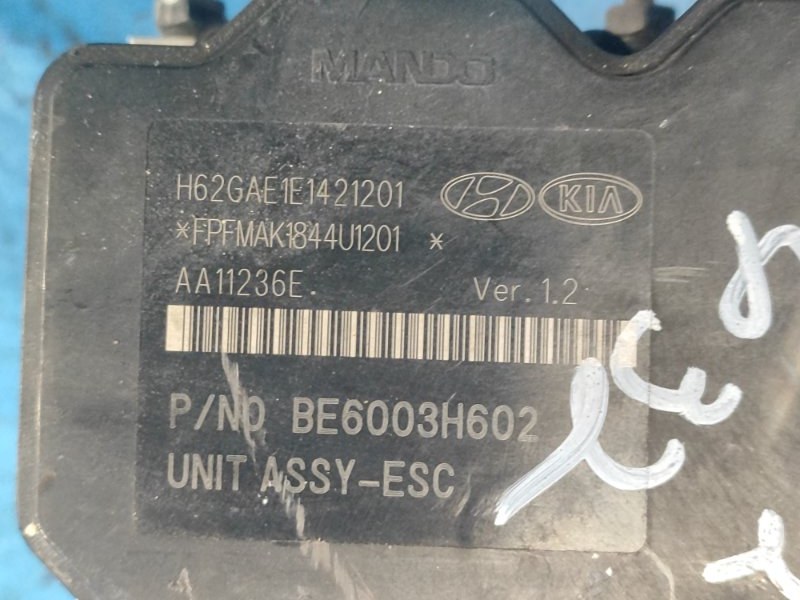 MANDO
H62GAE1E1421201
KIA
*FPFMAK1844U1201 *
AA11236E.
Ver.1.2
P/NO BE6003H602
UNIT ASSY-ESC